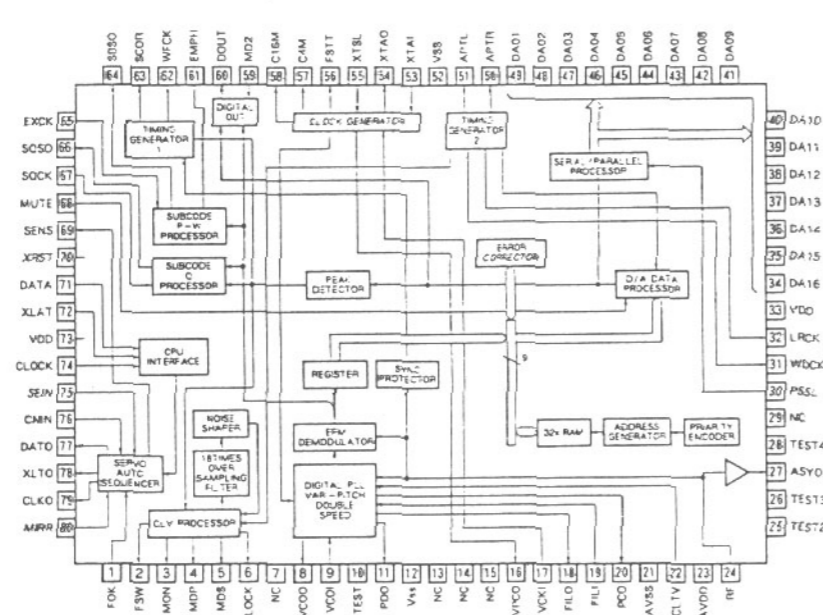 SCOR
WFCK
EMPH
DOUT
MD2
C16M
C4M
FSTT
XTSL
XTAO
XTAI
VSS
APTL
APTR
DA01
DA02
DA03
DA04
DA05
DA06
DA07
DA08
DA09
64 63 62 61 60 59 58 57 56 55 54 53 52 51 50 49 48 47 46 45 44 43 42 41
EXCK 65
SQSO 66
SQCK 67
MUTE 68
SENS 69
XRST 70
DATA 71
XLAT 72
VDD 73
CLOCK 74
SEIN 75
CNIN 76
DATO 77
XLTO 78
CLKO 79
MIRR 80
DIGITAL
OUT
CLOCK GENERATOR
TIMING
GENERATOR
1
TIMING
GENERATOR
2
SERIAL/PARALLEL
PROCESSOR
SUBCODE
P-W
PROCESSOR
SUBCODE
Q
PROCESSOR
ERROR
CORRECTOR
PEAK
DETECTOR
D/A DATA
PROCESSOR
CPU
INTERFACE
REGISTER
SYNC
PROTECTOR
9
NOISE
SHAPER
EFM
DEMODULATOR
32K RAM
ADDRESS
GENERATOR
PRIARITY
ENCODER
18TIMES
OVER
SAMPLING
FILTER
SERVO
AUTO
SEQUENCER
DIGITAL PLL
VAR-PITCH
DOUBLE
SPEED
CLV PROCESSOR
40 DA10
39 DA11
38 DA12
37 DA13
36 DA14
35 DA15
34 DA16
33 VDD
32 LRCK
31 WDCK
30 PSSL
29 NC
28 TEST4
27 ASYO
26 TEST3
25 TEST2
1 2 3 4 5 6 7 8 9 10 11 12 13 14 15 16 17 18 19 20 21 22 23 24
FOK
FSW
MON
MDP
MDS
LOCK
NC
VCOO
VCOI
TEST
PDO
Vss
NC
NC
NC
VPCO
VCKI
FILO
FILI
PCO
AVSS
CLTV
AVDD
RF